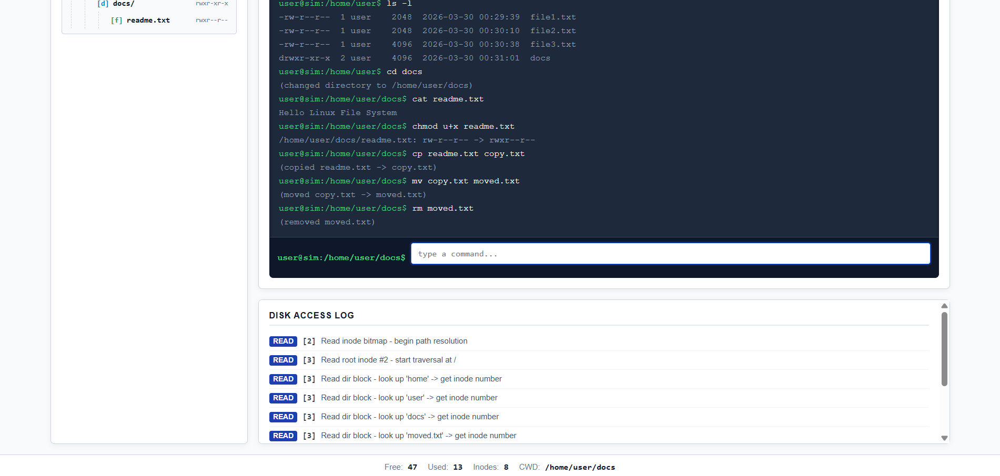 [d] docs/ rwxr-xr-x
[f] readme.txt rwxr--r--
user@sim:/home/user$ ls -l
-rw-r--r-- 1 user 2048 2026-03-30 00:29:39 file1.txt
-rw-r--r-- 1 user 2048 2026-03-30 00:30:10 file2.txt
-rw-r--r-- 1 user 4096 2026-03-30 00:30:38 file3.txt
drwxr-xr-x 2 user 4096 2026-03-30 00:31:01 docs
user@sim:/home/user$ cd docs
(changed directory to /home/user/docs)
user@sim:/home/user/docs$ cat readme.txt
Hello Linux File System
user@sim:/home/user/docs$ chmod u+x readme.txt
/home/user/docs/readme.txt: rw-r--r-- -> rwxr--r--
user@sim:/home/user/docs$ cp readme.txt copy.txt
(copied readme.txt -> copy.txt)
user@sim:/home/user/docs$ mv copy.txt moved.txt
(moved copy.txt -> moved.txt)
user@sim:/home/user/docs$ rm moved.txt
(removed moved.txt)
user@sim:/home/user/docs$ type a command...
DISK ACCESS LOG
READ [2] Read inode bitmap - begin path resolution
READ [3] Read root inode #2 - start traversal at /
READ [3] Read dir block - look up 'home' -> get inode number
READ [3] Read dir block - look up 'user' -> get inode number
READ [3] Read dir block - look up 'docs' -> get inode number
READ [3] Read dir block - look up 'moved.txt' -> get inode number
Free: 47 Used: 13 Inodes: 8 CWD: /home/user/docs